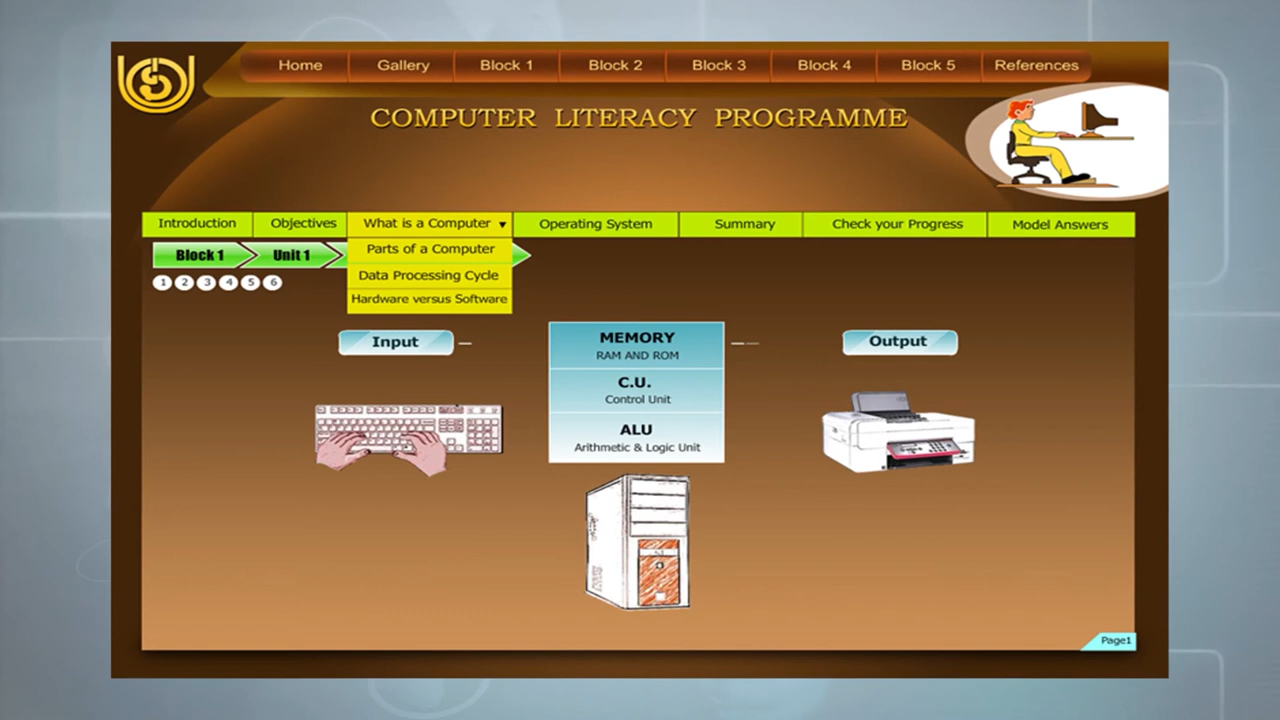 Home Gallery Block 1 Block 2 Block 3 Block 4 Block 5 References
COMPUTER LITERACY PROGRAMME
Introduction Objectives What is a Computer Operating System Summary Check your Progress Model Answers
Parts of a Computer
Data Processing Cycle
Hardware versus Software
Block 1 Unit 1
1 2 3 4 5 6
Input
MEMORY
RAM AND ROM
C.U.
Control Unit
ALU
Arithmetic & Logic Unit
Output
Page1